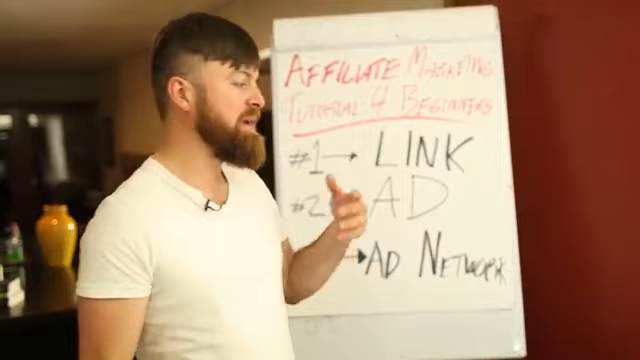 AFFILIATE MARKETING
TUTORIAL 4 BEGINNERS
#1→ LINK
#2 AD
→AD NETWORK